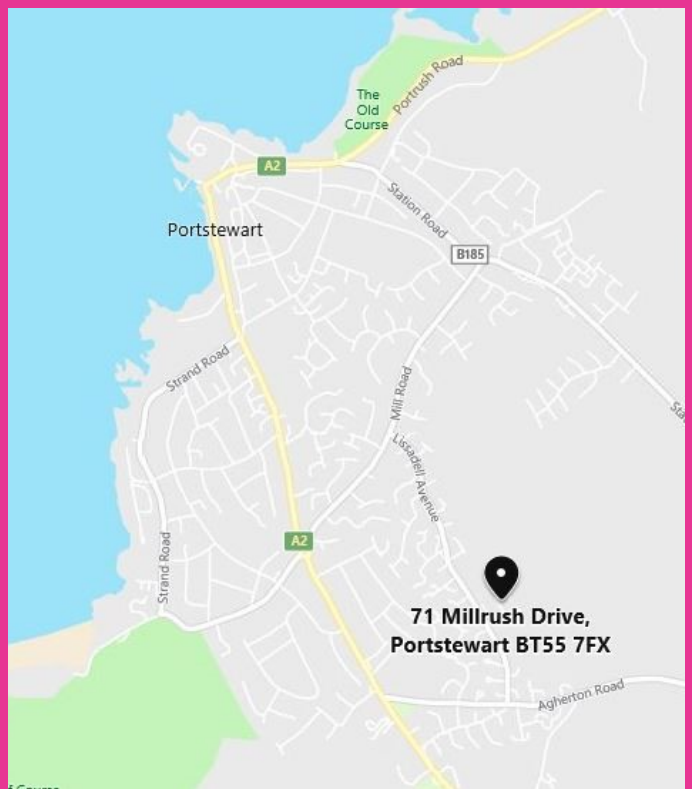 The
Old
Course
Portrush Road
A2
Station Road
Portstewart
B185
Strand Road
Mill Road
Lissadell Avenue
A2
Strand Road
71 Millrush Drive,
Portstewart BT55 7FX
Agherton Road